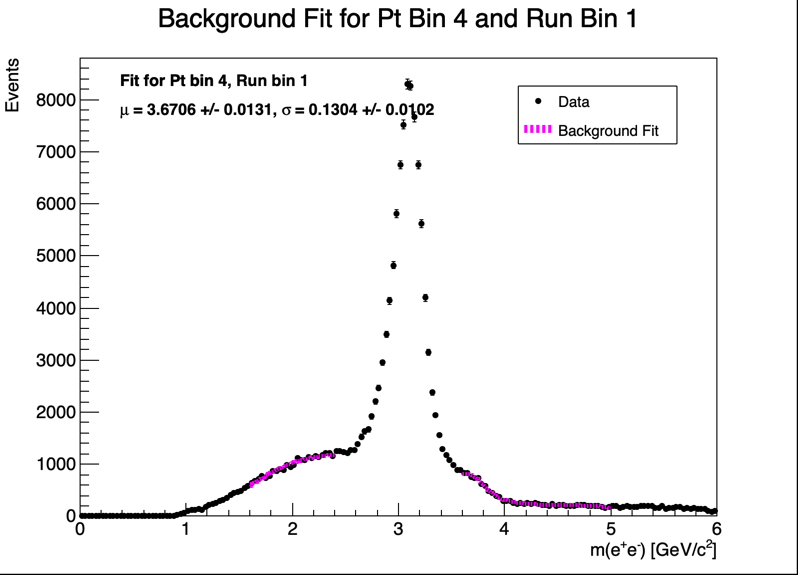 Background Fit for Pt Bin 4 and Run Bin 1
Events
Fit for Pt bin 4, Run bin 1
μ = 3.6706 +/- 0.0131, σ = 0.1304 +/- 0.0102
Data
Background Fit
8000
7000
6000
5000
4000
3000
2000
1000
0
0 1 2 3 4 5 6
m(e⁺e⁻) [GeV/c²]